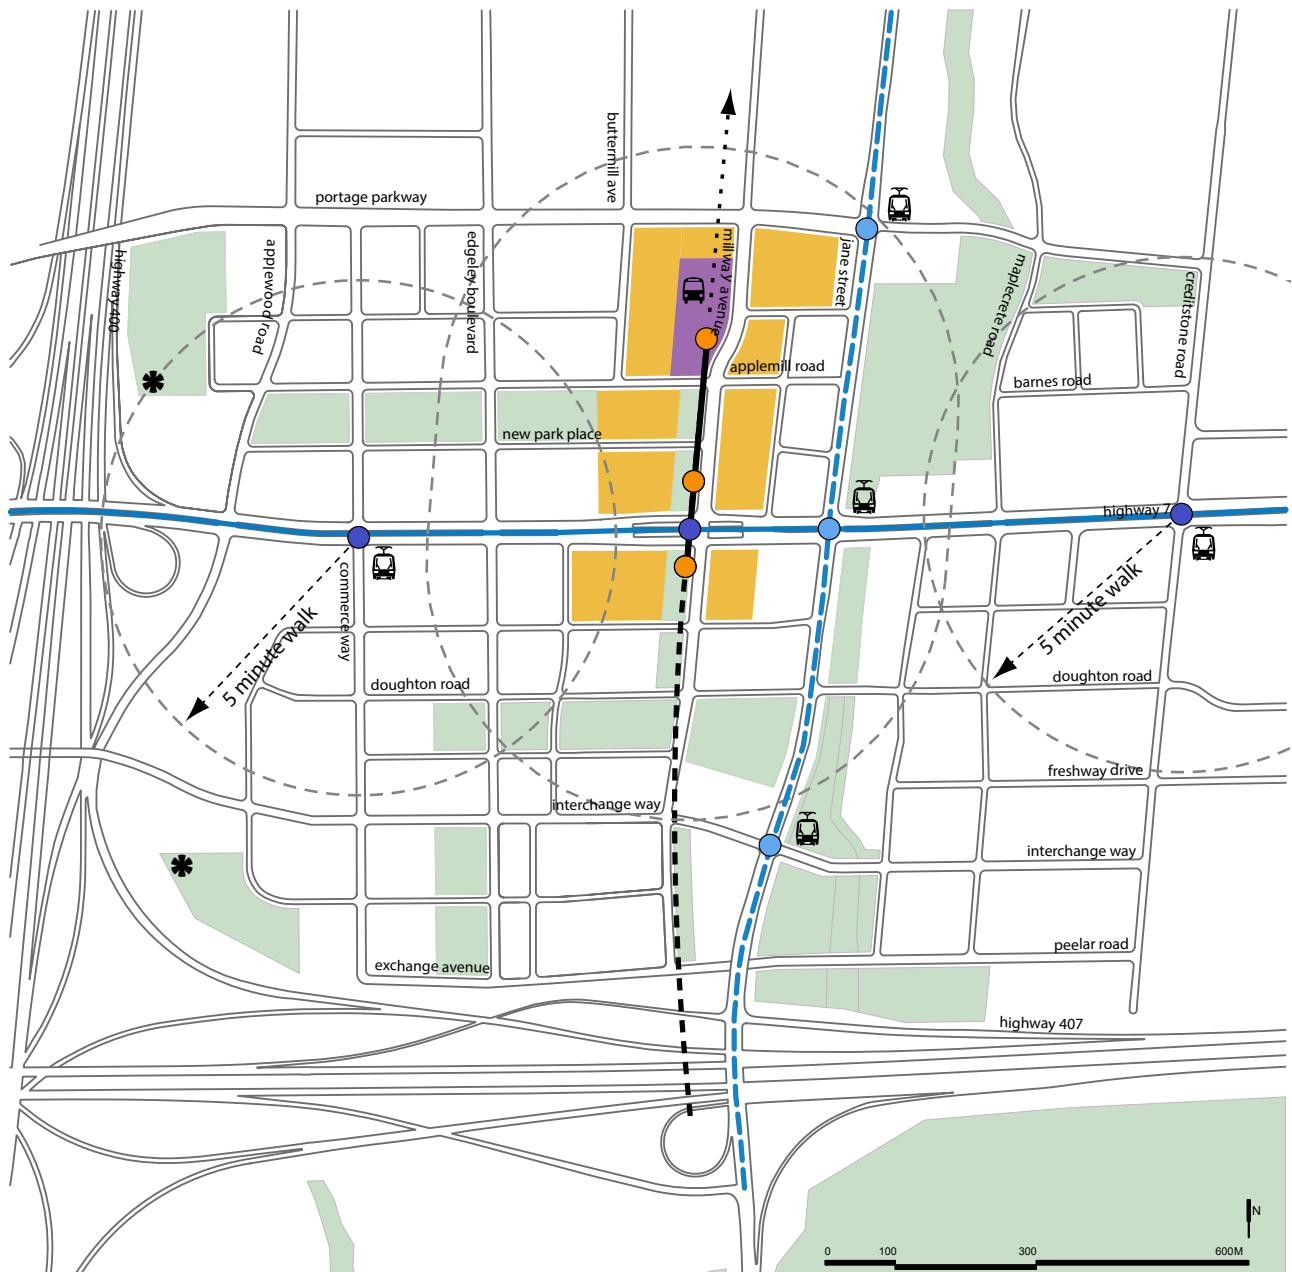 buttermill ave
portage parkway
highway 400
applewood road
edgeley boulevard
millway avenue
jane street
maplecrete road
creditstone road
applemill road
barnes road
new park place
highway 7
commerce way
5 minute walk
5 minute walk
doughton road
doughton road
freshway drive
interchange way
interchange way
peelar road
exchange avenue
highway 407
N
0 100 300 600M